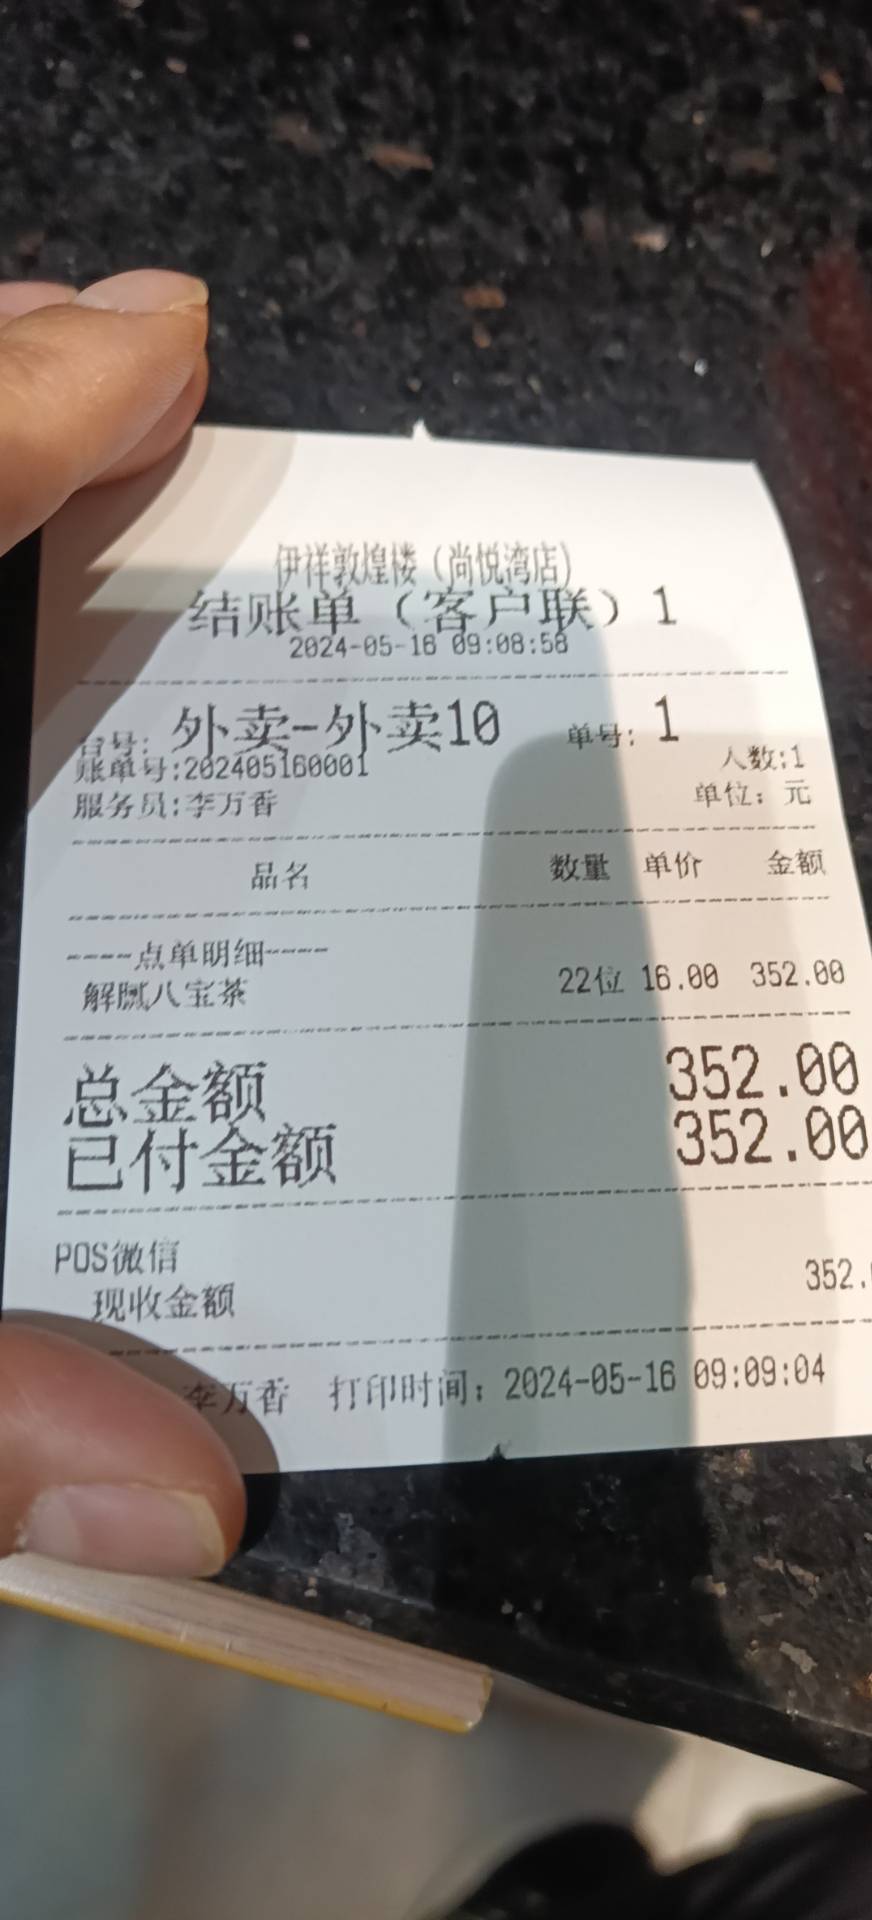 伊祥敦煌楼（尚悦湾店）
结账单（客户联）1
2024-05-16 09:08:58
台号: 外卖-外卖10 单号: 1
账单号:202405160001 人数:1
服务员:李万香 单位: 元
品名 数量 单价 金额
----点单明细----
解腻八宝茶 22位 16.00 352.00
总金额 352.00
已付金额 352.00
POS微信 352.
现收金额
李万香 打印时间: 2024-05-16 09:09:04